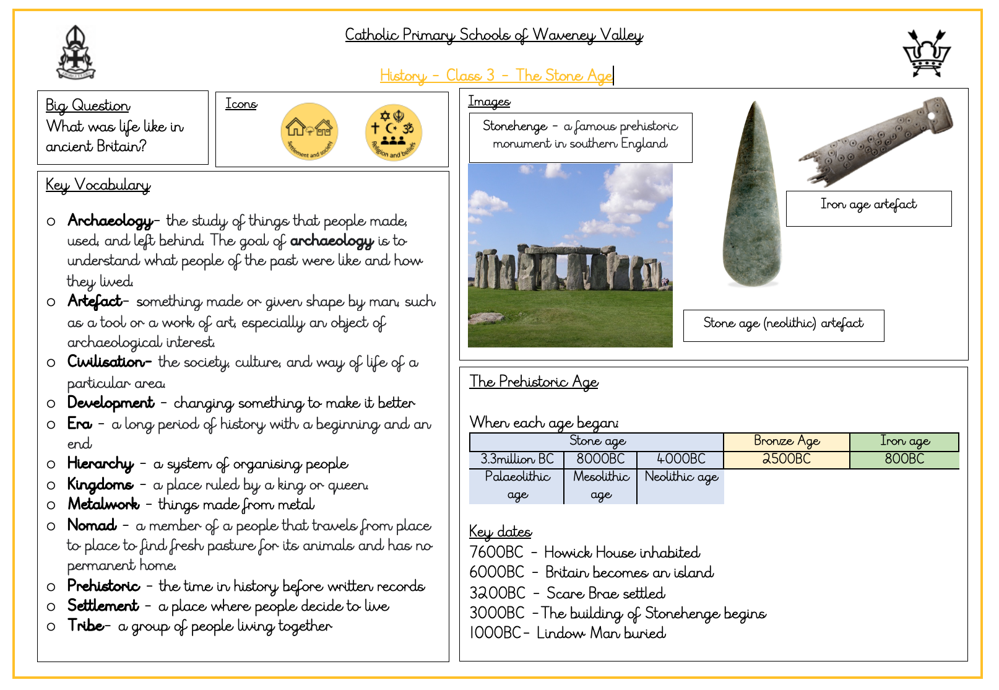 Catholic Primary Schools of Waveney Valley
History – Class 3 – The Stone Age
Big Question
What was life like in
ancient Britain?
Icons
Settlement and society
Religion and beliefs
Key Vocabulary
o Archaeology- the study of things that people made,
used, and left behind. The goal of archaeology is to
understand what people of the past were like and how
they lived.
o Artefact- something made or given shape by man, such
as a tool or a work of art, especially an object of
archaeological interest.
o Civilisation- the society, culture, and way of life of a
particular area.
o Development - changing something to make it better
o Era - a long period of history with a beginning and an
end
o Hierarchy - a system of organising people
o Kingdoms - a place ruled by a king or queen.
o Metalwork - things made from metal
o Nomad - a member of a people that travels from place
to place to find fresh pasture for its animals and has no
permanent home.
o Prehistoric - the time in history before written records
o Settlement - a place where people decide to live
o Tribe- a group of people living together
Images
Stonehenge – a famous prehistoric
monument in southern England
Iron age artefact
Stone age (neolithic) artefact
The Prehistoric Age
When each age began:
Stone age Bronze Age Iron age
3.3million BC 8000BC 4000BC 2500BC 800BC
Palaeolithic Mesolithic Neolithic age
age age
Key dates
7600BC – Howick House inhabited
6000BC – Britain becomes an island
3200BC – Scare Brae settled
3000BC –The building of Stonehenge begins
1000BC- Lindow Man buried